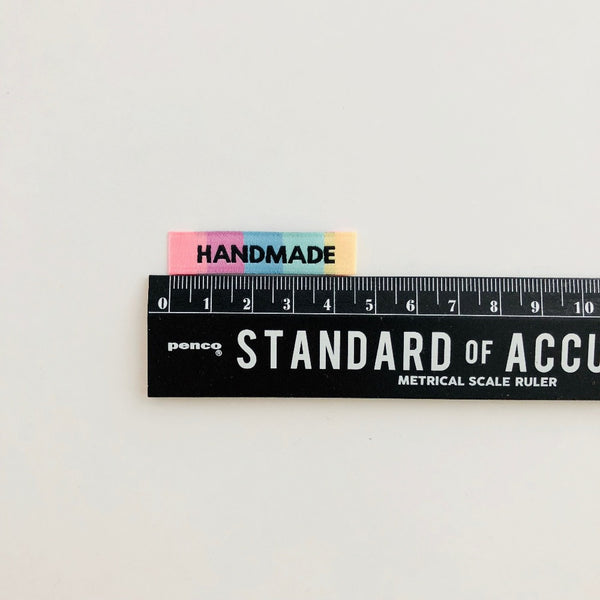 HANDMADE
0 1 2 3 4 5 6 7 8 9 10
penco®
STANDARD OF ACCU
METRICAL SCALE RULER